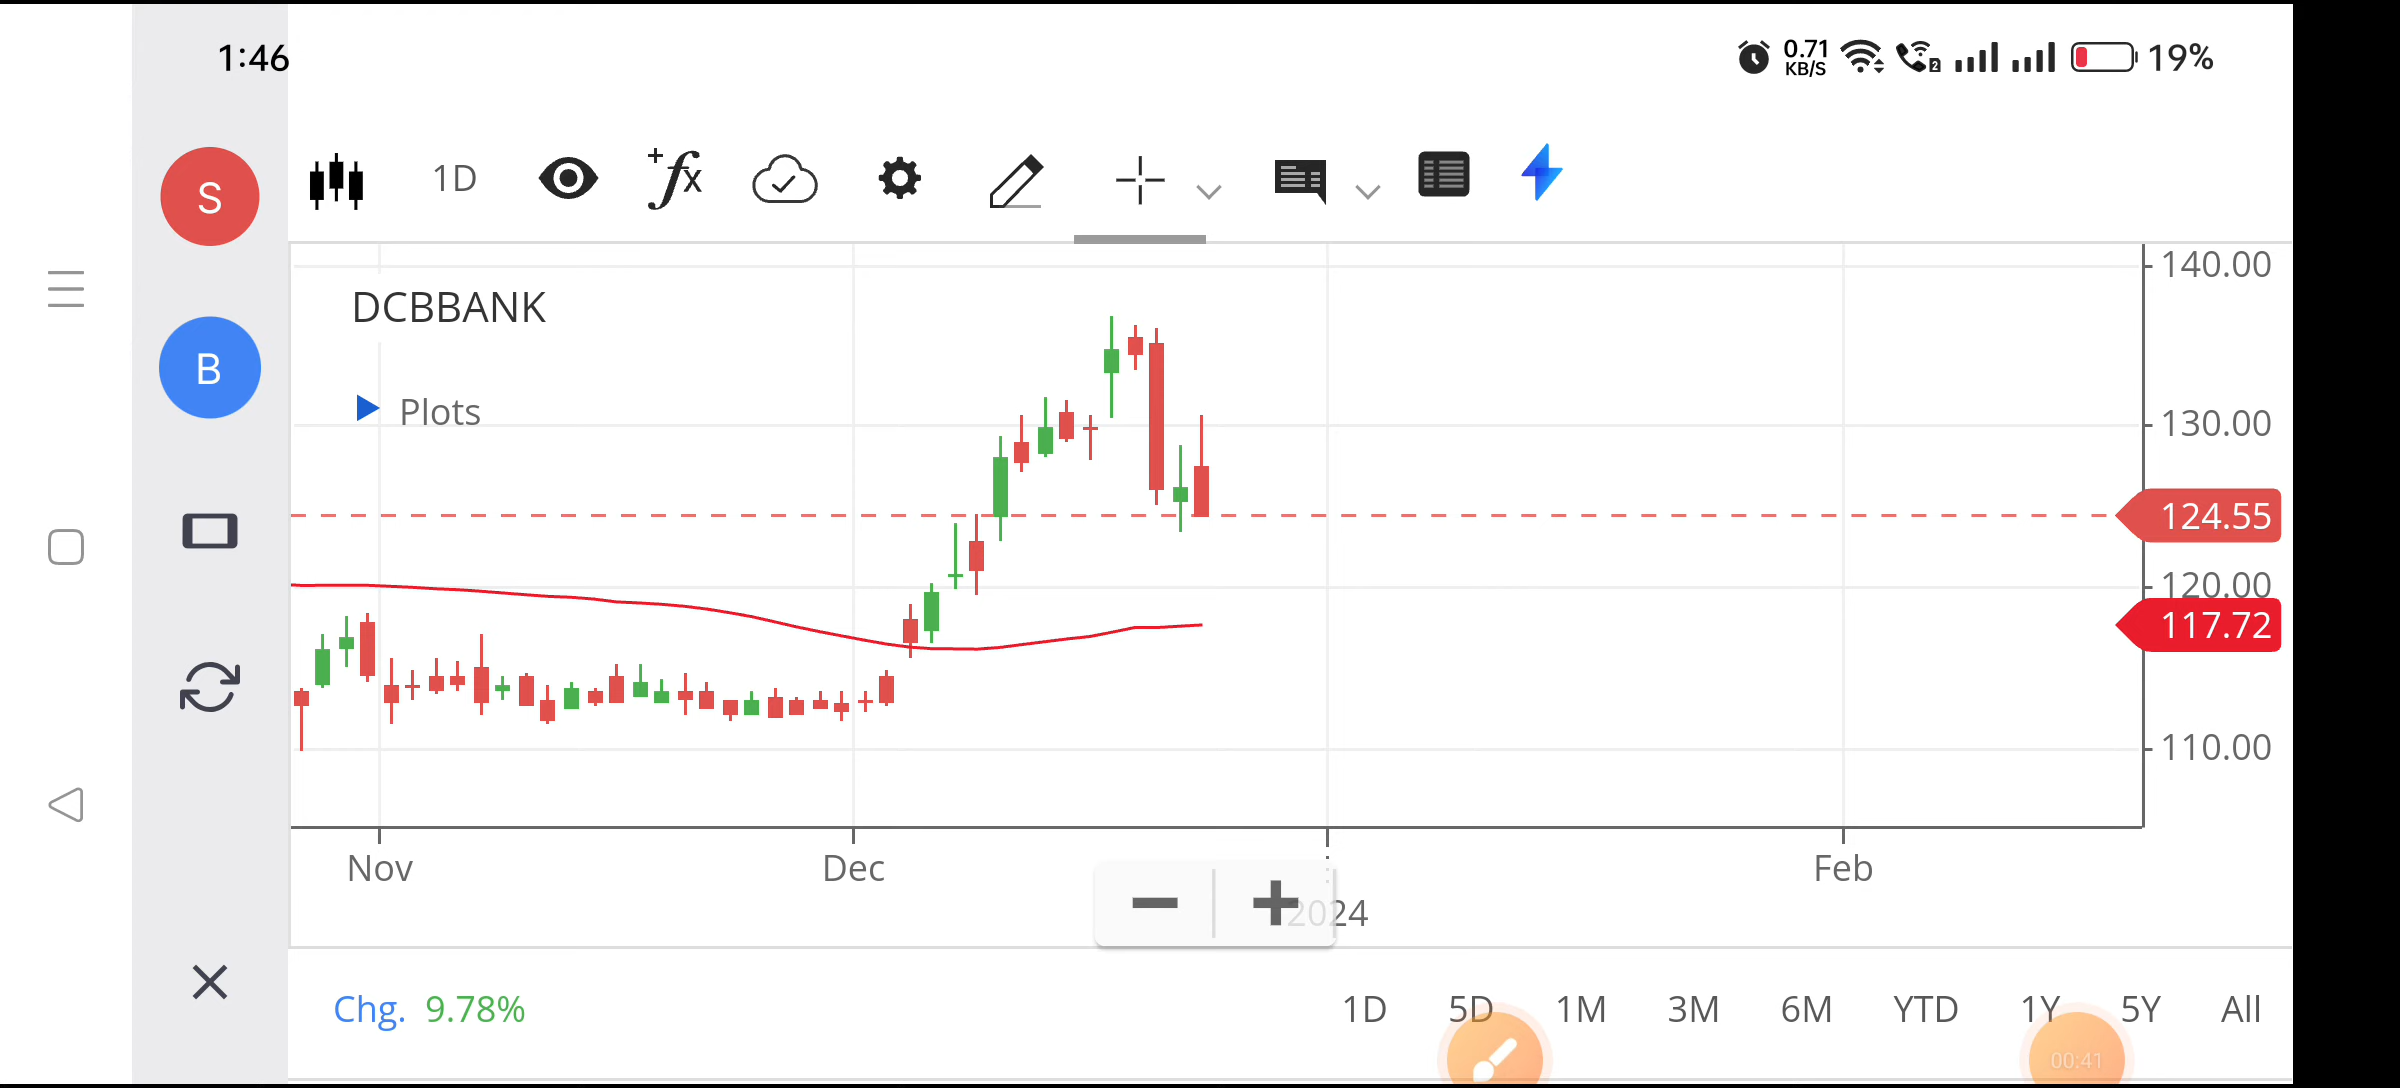 1:46
0.71
KB/S
2
19%
S
1D
+fx
B
DCBBANK
Plots
140.00
130.00
124.55
120.00
117.72
110.00
Nov
Dec
Feb
2024
Chg. 9.78%
1D 5D 1M 3M 6M YTD 1Y 5Y All
00:41